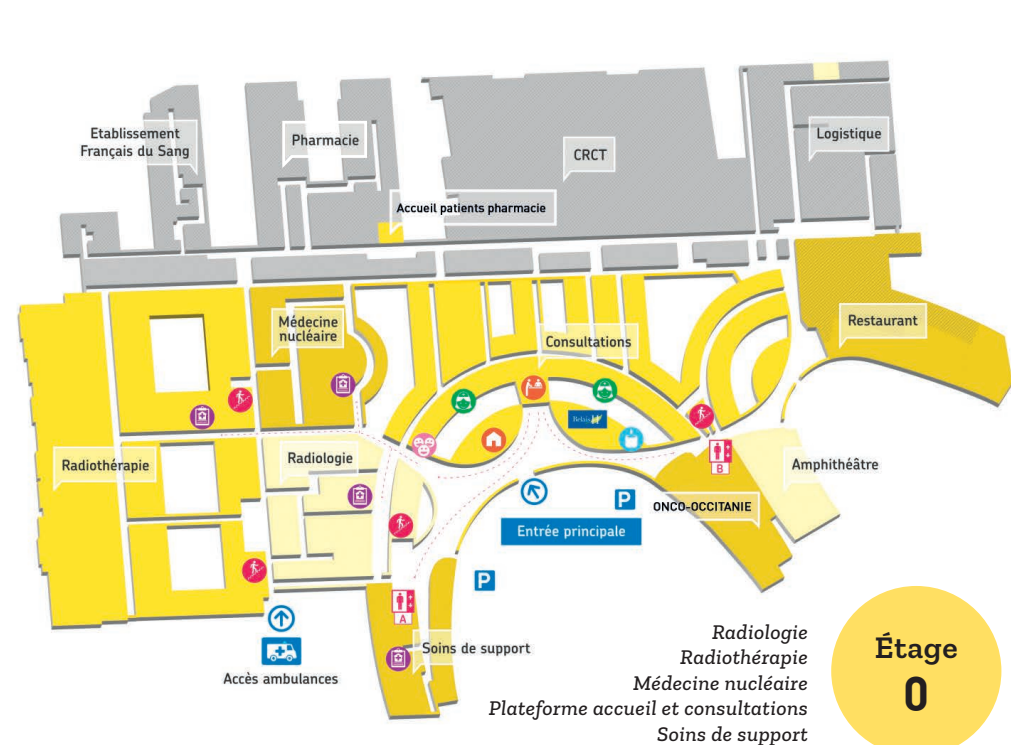 Etablissement
Français du Sang
Pharmacie
CRCT
Logistique
Accueil patients pharmacie
Médecine
nucléaire
Consultations
Restaurant
Relais H
Radiothérapie
Radiologie
Amphithéâtre
B
P
ONCO-OCCITANIE
Entrée principale
P
A
Soins de support
Accès ambulances
Radiologie
Radiothérapie
Médecine nucléaire
Plateforme accueil et consultations
Soins de support
Étage
0